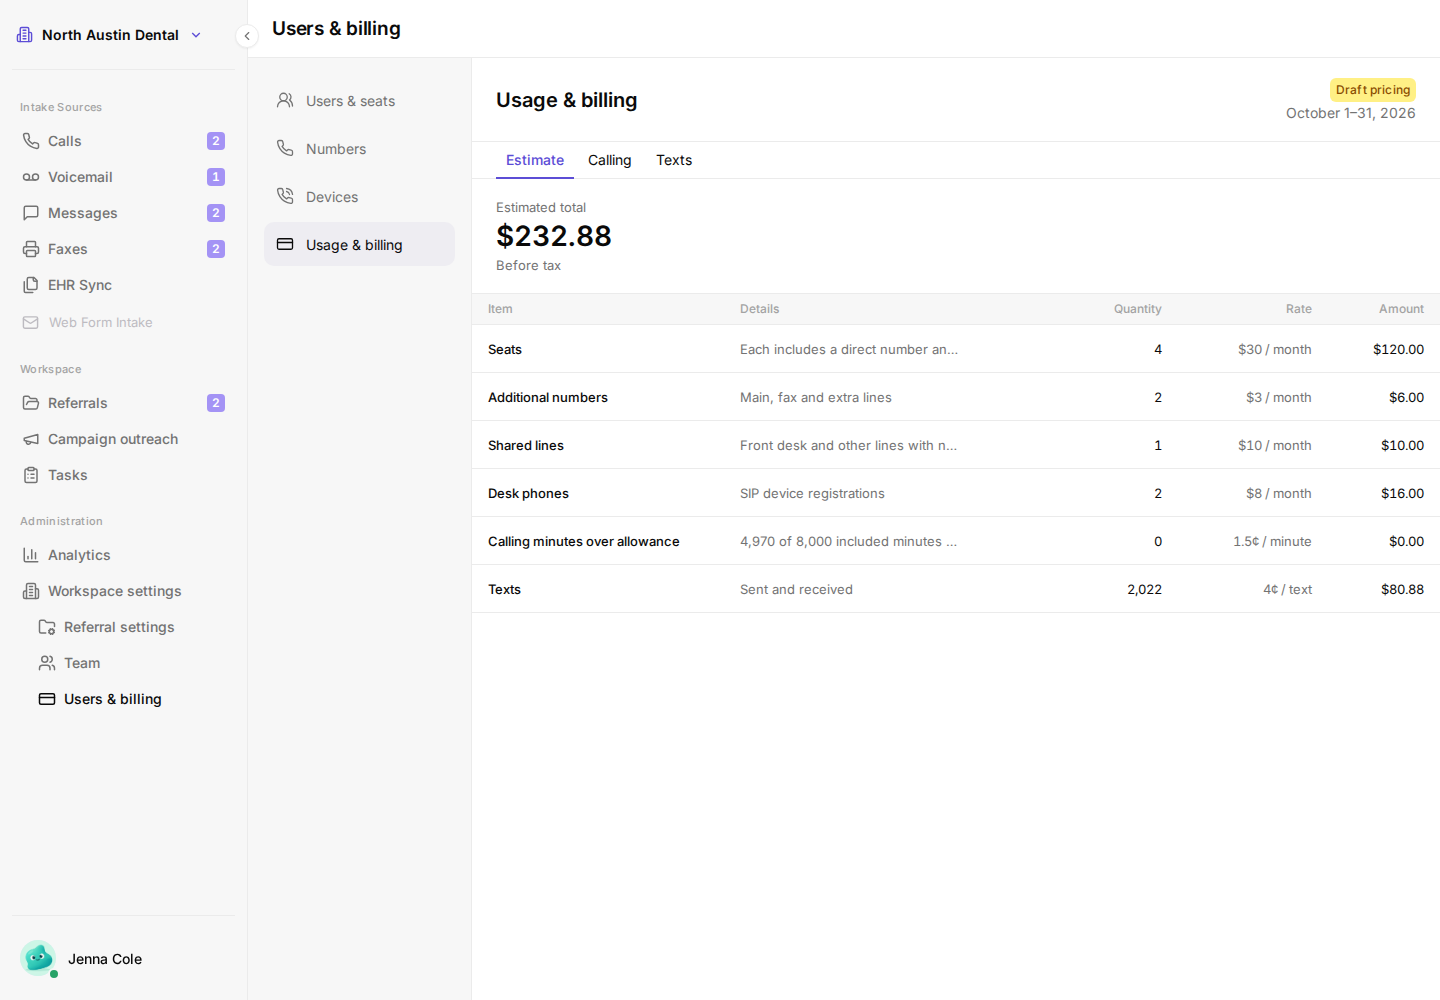 North Austin Dental
Users & billing
Intake Sources
Calls 2
Voicemail 1
Messages 2
Faxes 2
EHR Sync
Web Form Intake
Workspace
Referrals 2
Campaign outreach
Tasks
Administration
Analytics
Workspace settings
Referral settings
Team
Users & billing
Jenna Cole
Users & seats
Numbers
Devices
Usage & billing
Usage & billing
Draft pricing
October 1–31, 2026
Estimate Calling Texts
Estimated total
$232.88
Before tax
Item Details Quantity Rate Amount
Seats Each includes a direct number an... 4 $30 / month $120.00
Additional numbers Main, fax and extra lines 2 $3 / month $6.00
Shared lines Front desk and other lines with n... 1 $10 / month $10.00
Desk phones SIP device registrations 2 $8 / month $16.00
Calling minutes over allowance 4,970 of 8,000 included minutes ... 0 1.5¢ / minute $0.00
Texts Sent and received 2,022 4¢ / text $80.88